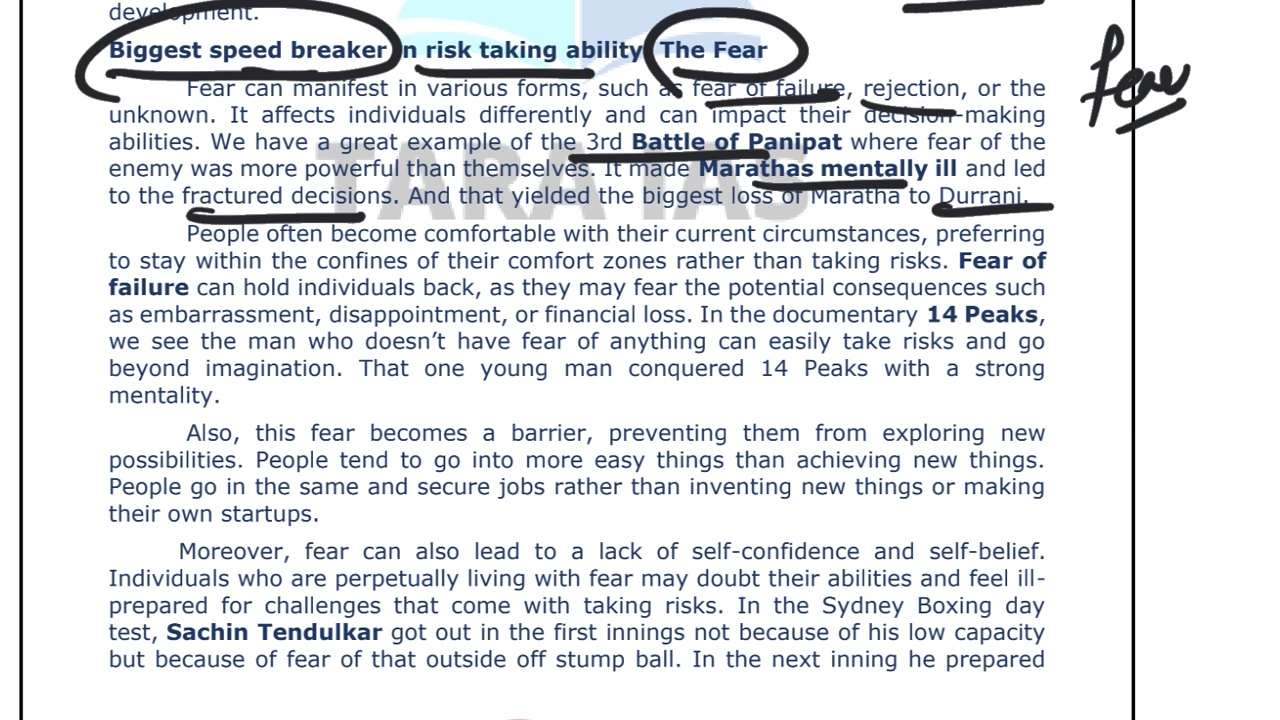 development.
Biggest speed breaker in risk taking ability: The Fear
Fear can manifest in various forms, such as fear of failure, rejection, or the
unknown. It affects individuals differently and can impact their decision-making
abilities. We have a great example of the 3rd Battle of Panipat where fear of the
enemy was more powerful than themselves. It made Marathas mentally ill and led
to the fractured decisions. And that yielded the biggest loss of Maratha to Durrani.
People often become comfortable with their current circumstances, preferring
to stay within the confines of their comfort zones rather than taking risks. Fear of
failure can hold individuals back, as they may fear the potential consequences such
as embarrassment, disappointment, or financial loss. In the documentary 14 Peaks,
we see the man who doesn’t have fear of anything can easily take risks and go
beyond imagination. That one young man conquered 14 Peaks with a strong
mentality.
Also, this fear becomes a barrier, preventing them from exploring new
possibilities. People tend to go into more easy things than achieving new things.
People go in the same and secure jobs rather than inventing new things or making
their own startups.
Moreover, fear can also lead to a lack of self-confidence and self-belief.
Individuals who are perpetually living with fear may doubt their abilities and feel ill-
prepared for challenges that come with taking risks. In the Sydney Boxing day
test, Sachin Tendulkar got out in the first innings not because of his low capacity
but because of fear of that outside off stump ball. In the next inning he prepared
Fear
TARA IAS